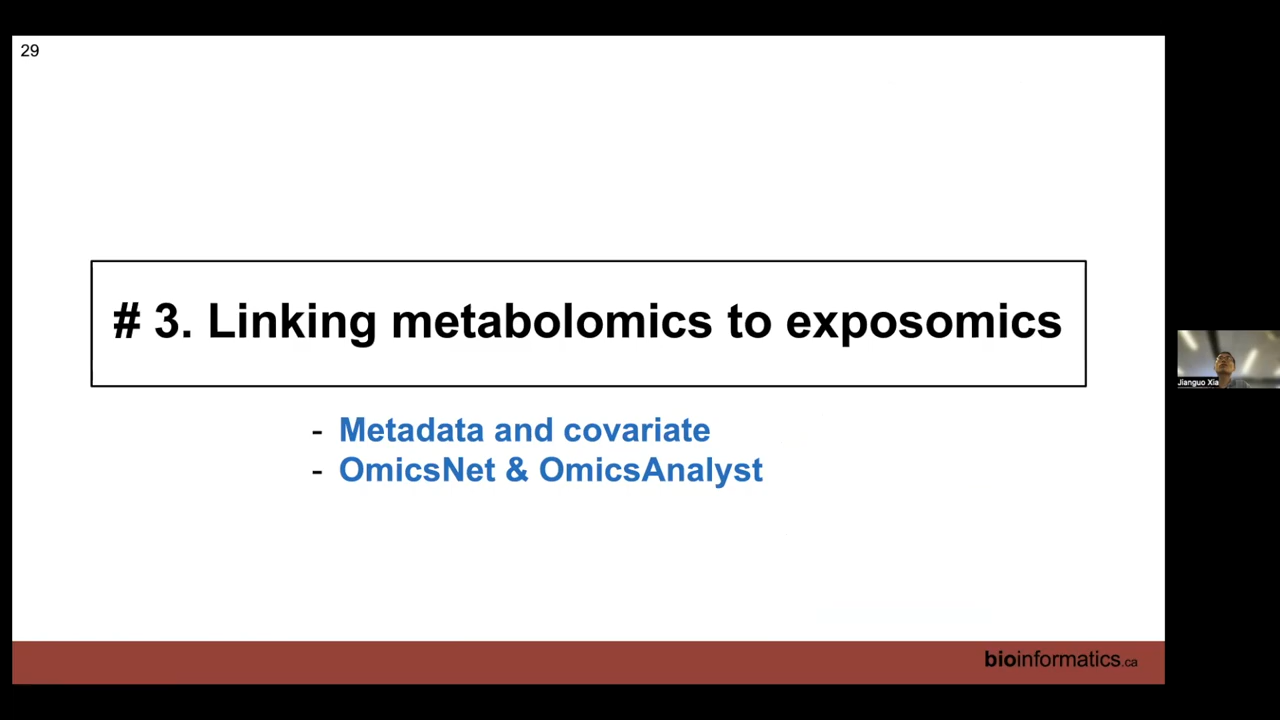 29
# 3. Linking metabolomics to exposomics
- Metadata and covariate
- OmicsNet & OmicsAnalyst
Jianguo Xia
bioinformatics.ca